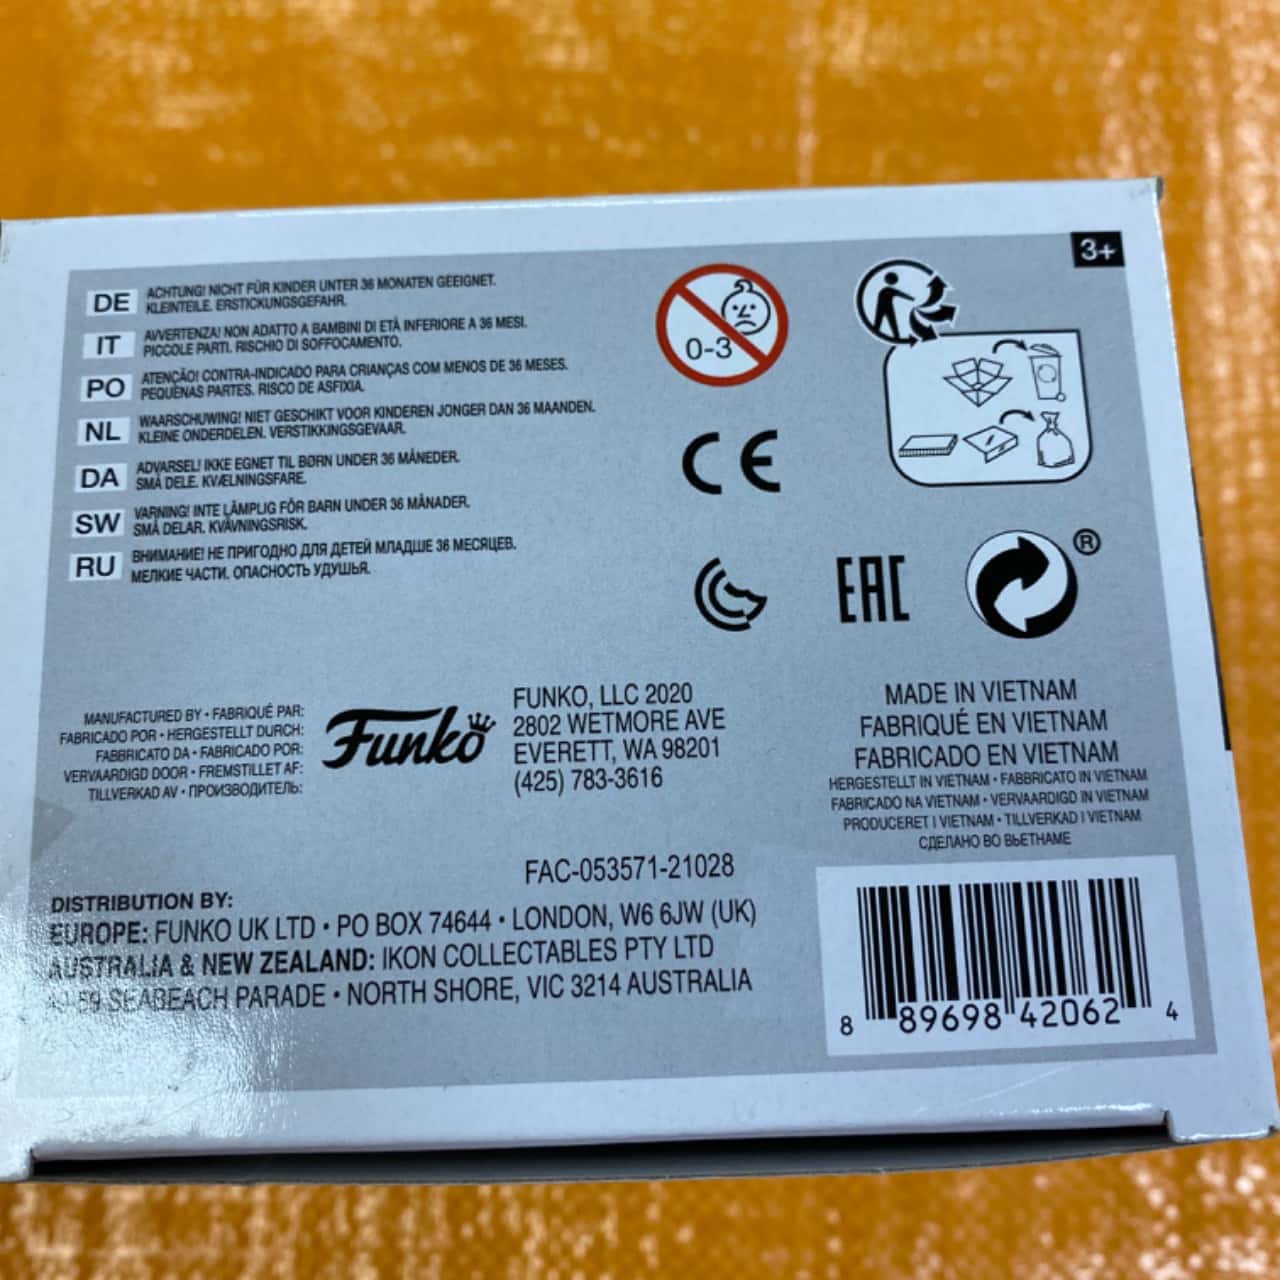 3+
DE ACHTUNG! NICHT FÜR KINDER UNTER 36 MONATEN GEEIGNET.
KLEINTEILE. ERSTICKUNGSGEFAHR.
IT AVVERTENZA! NON ADATTO A BAMBINI DI ETÀ INFERIORE A 36 MESI.
PICCOLE PARTI. RISCHIO DI SOFFOCAMENTO.
PO ATENÇÃO! CONTRA-INDICADO PARA CRIANÇAS COM MENOS DE 36 MESES.
PEQUENAS PARTES. RISCO DE ASFIXIA.
NL WAARSCHUWING! NIET GESCHIKT VOOR KINDEREN JONGER DAN 36 MAANDEN.
KLEINE ONDERDELEN. VERSTIKKINGSGEVAAR.
DA ADVARSEL! IKKE EGNET TIL BØRN UNDER 36 MÅNEDER.
SMÅ DELE. KVÆLNINGSFARE.
SW VARNING! INTE LÄMPLIG FÖR BARN UNDER 36 MÅNADER.
SMÅ DELAR. KVÄVNINGSRISK.
RU ВНИМАНИЕ! НЕ ПРИГОДНО ДЛЯ ДЕТЕЙ МЛАДШЕ 36 МЕСЯЦЕВ.
МЕЛКИЕ ЧАСТИ. ОПАСНОСТЬ УДУШЬЯ.
0-3
CE
EAC
®
MANUFACTURED BY • FABRIQUÉ PAR:
FABRICADO POR • HERGESTELLT DURCH:
FABBRICATO DA • FABRICADO POR:
VERVAARDIGD DOOR • FREMSTILLET AF:
TILLVERKAD AV • ПРОИЗВОДИТЕЛЬ:
Funko
FUNKO, LLC 2020
2802 WETMORE AVE
EVERETT, WA 98201
(425) 783-3616
MADE IN VIETNAM
FABRIQUÉ EN VIETNAM
FABRICADO EN VIETNAM
HERGESTELLT IN VIETNAM • FABBRICATO IN VIETNAM
FABRICADO NA VIETNAM • VERVAARDIGD IN VIETNAM
PRODUCERET I VIETNAM • TILLVERKAD I VIETNAM
СДЕЛАНО ВО ВЬЕТНАМЕ
FAC-053571-21028
DISTRIBUTION BY:
EUROPE: FUNKO UK LTD • PO BOX 74644 • LONDON, W6 6JW (UK)
AUSTRALIA & NEW ZEALAND: IKON COLLECTABLES PTY LTD
SEABEACH PARADE • NORTH SHORE, VIC 3214 AUSTRALIA
8 89698 42062 4